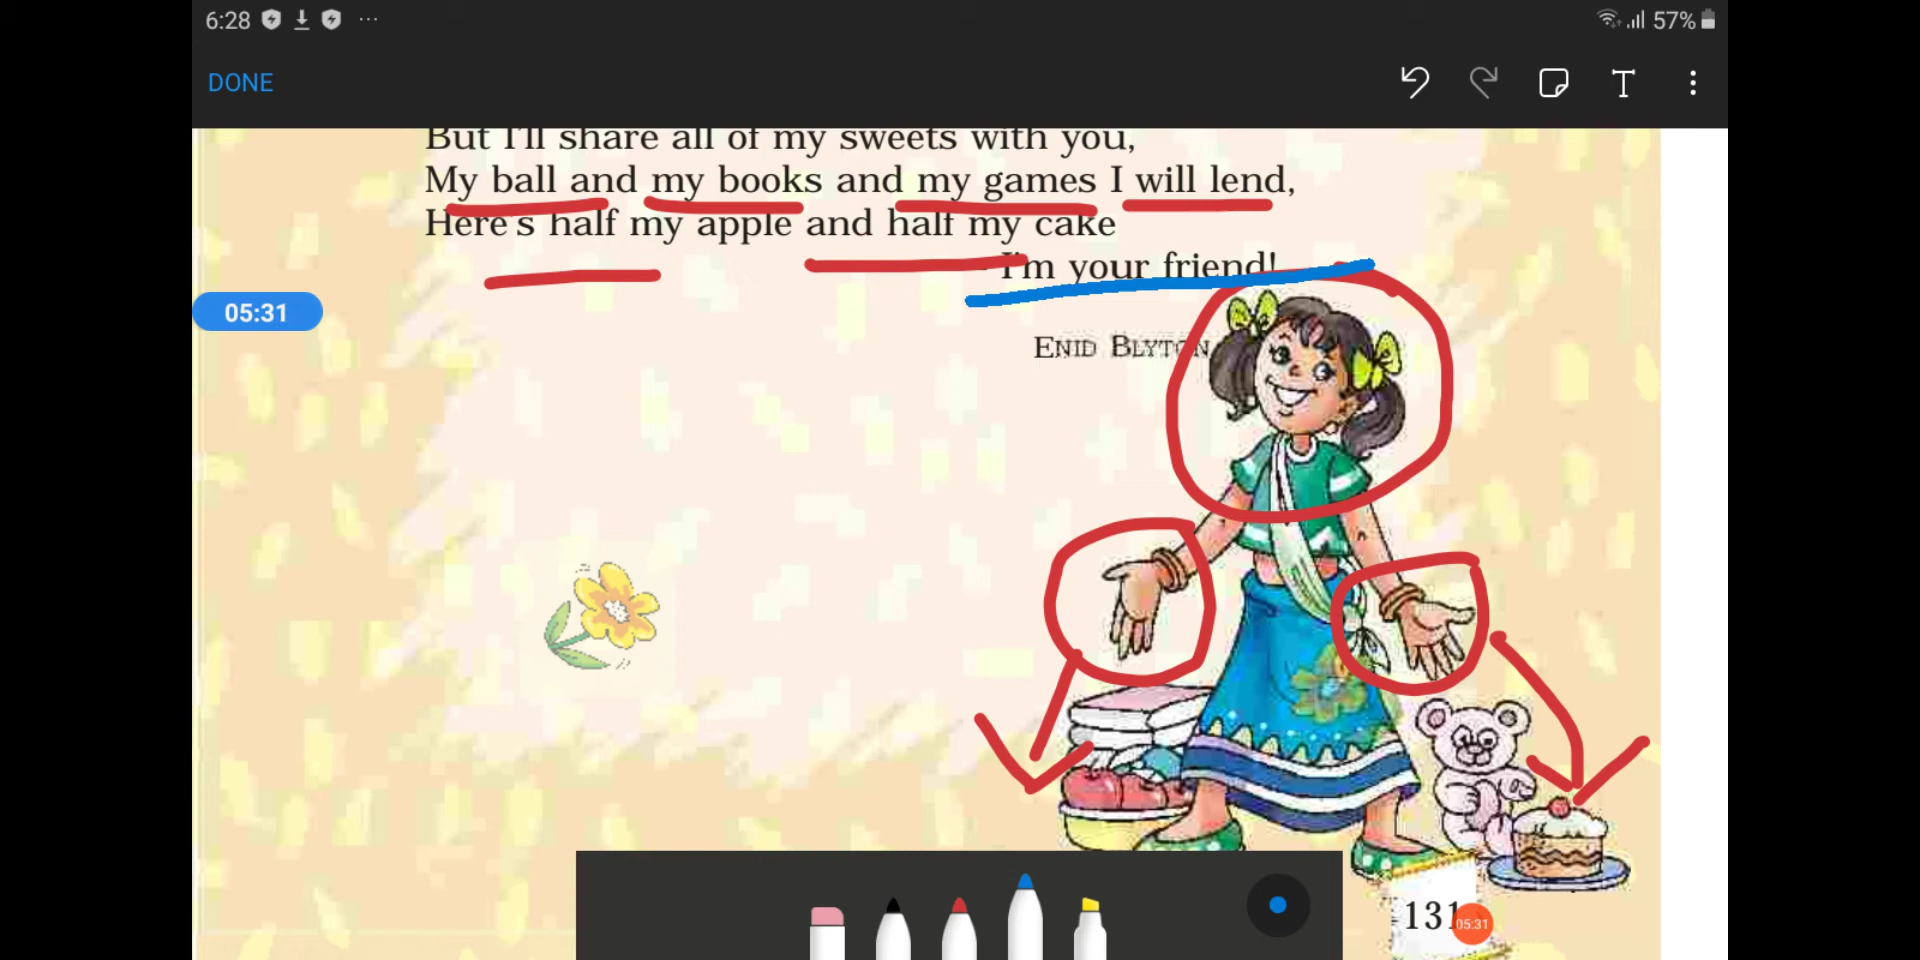 6:28
57%
DONE
But I'll share all of my sweets with you,
My ball and my books and my games I will lend,
Here's half my apple and half my cake
I'm your friend!
05:31
ENID BLYTON
T
131
05:31